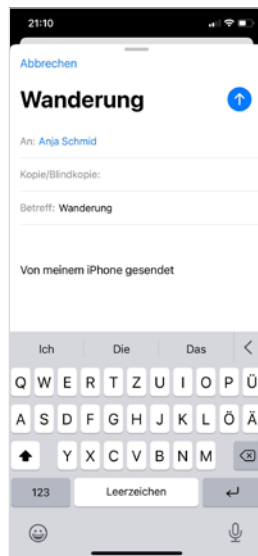 21:10
Abbrechen
Wanderung
An: Anja Schmid
Kopie/Blindkopie:
Betreff: Wanderung
Von meinem iPhone gesendet
Ich Die Das
Q W E R T Z U I O P Ü
A S D F G H J K L Ö Ä
Y X C V B N M
123 Leerzeichen